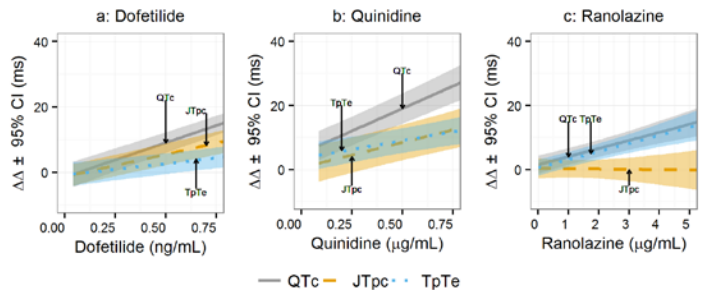 a: Dofetilide
b: Quinidine
c: Ranolazine
ΔΔ ± 95% CI (ms)
40
20
0
QTc
JTpc
TpTe
0.00
0.25
0.50
0.75
Dofetilide (ng/mL)
ΔΔ ± 95% CI (ms)
40
20
0
TpTe
QTc
JTpc
0.00
0.25
0.50
0.75
Quinidine (μg/mL)
ΔΔ ± 95% CI (ms)
40
20
0
QTc TpTe
JTpc
0 1 2 3 4 5
Ranolazine (μg/mL)
QTc JTpc TpTe